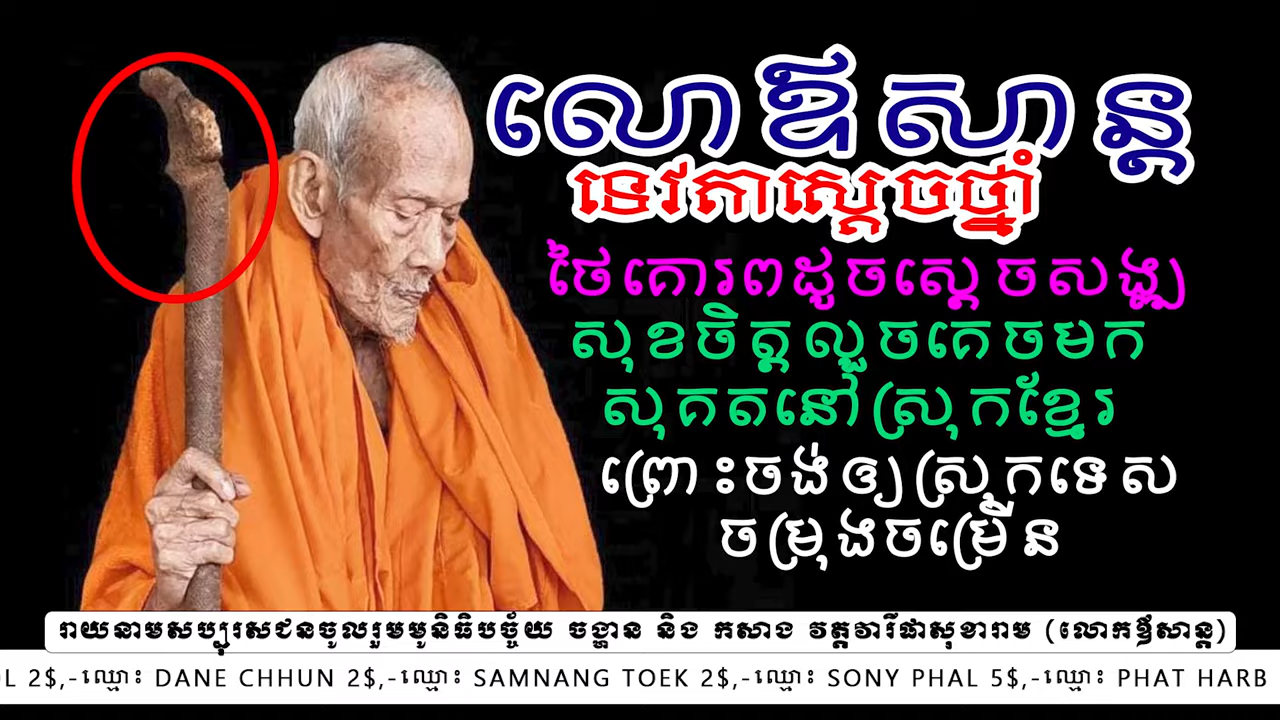 លោឪសាន្ត
ទេវតាស្ដេចថ្នាំ
ថៃគោរពដូចស្ដេចសង្ឃ
សុខចិត្តលួចគេចមក
សុគតនៅស្រុកខ្មែរ
ព្រោះចង់ឲ្យស្រុកទេស
ចម្រុងចម្រើន
រាយនាមសប្បុរសជនចូលរួមមូនិធិបច្ច័យ ចង្ហាន និង កសាង វត្តវារីផាសុខារាម (លោកឪសាន្ត)
OL 2$,-ឈ្មោះ DANE CHHUN 2$,-ឈ្មោះ SAMNANG TOEK 2$,-ឈ្មោះ SONY PHAL 5$,-ឈ្មោះ PHAT HARB